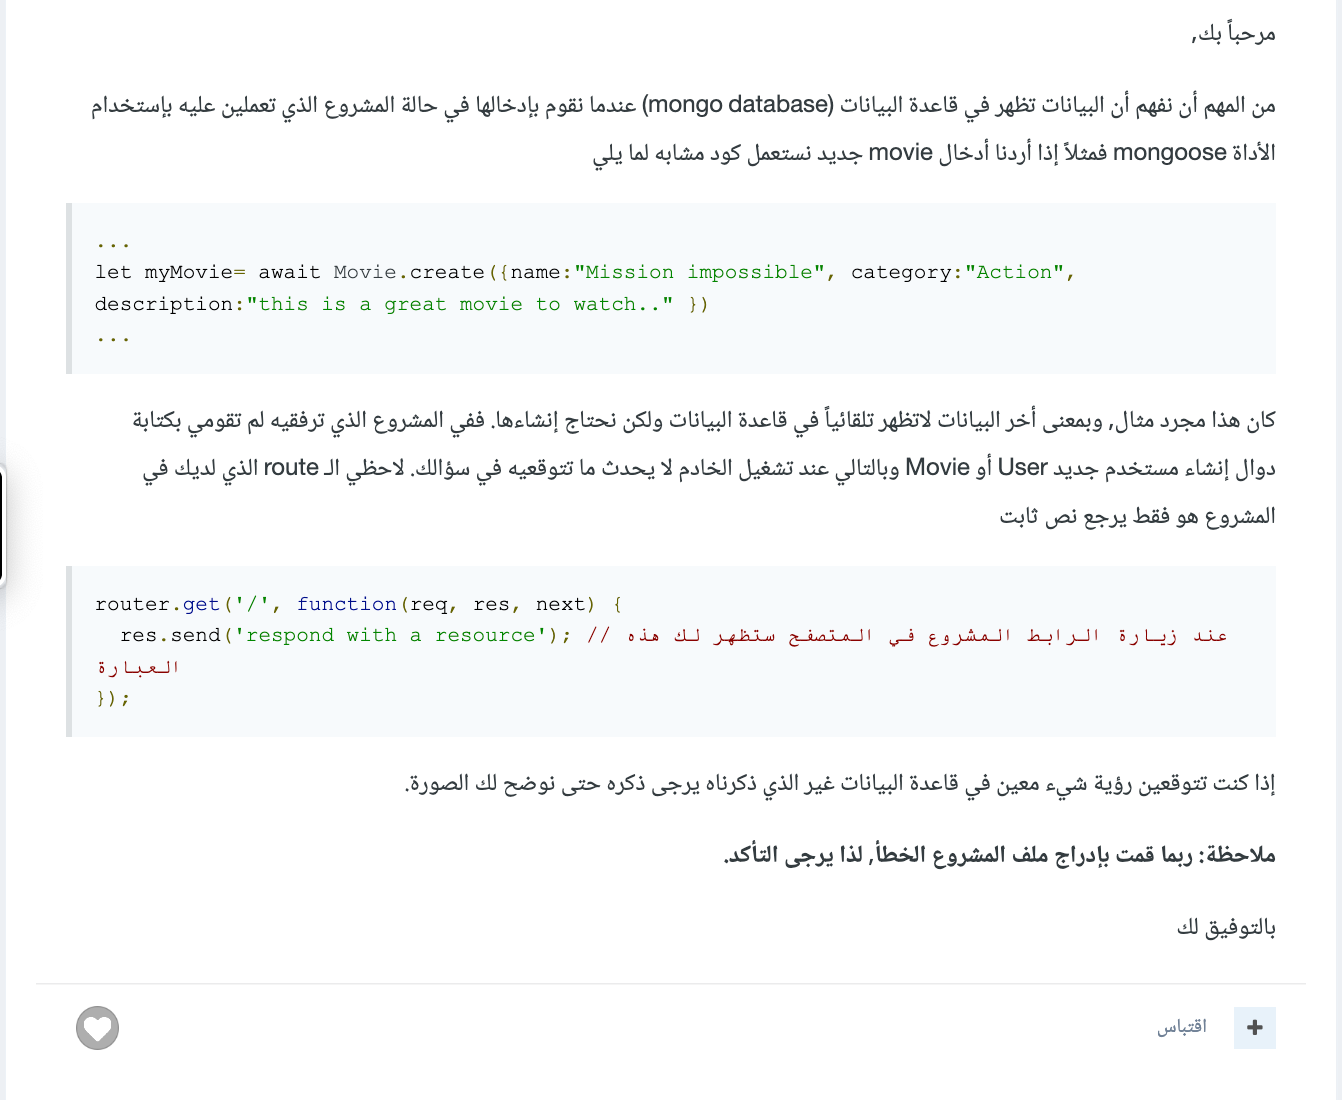 مرحباً بك,
من المهم أن نفهم أن البيانات تظهر في قاعدة البيانات (mongo database) عندما نقوم بإدخالها في حالة المشروع الذي تعملين عليه بإستخدام
الأداة mongoose فمثلاً إذا أردنا أدخال movie جديد نستعمل كود مشابه لما يلي
...
let myMovie= await Movie.create({name:"Mission impossible", category:"Action",
description:"this is a great movie to watch.." })
...
كان هذا مجرد مثال, وبمعنى أخر البيانات لاتظهر تلقائياً في قاعدة البيانات ولكن نحتاج إنشاءها. ففي المشروع الذي ترفقيه لم تقومي بكتابة
دوال إنشاء مستخدم جديد User أو Movie وبالتالي عند تشغيل الخادم لا يحدث ما تتوقعيه في سؤالك. لاحظي الـ route الذي لديك في
المشروع هو فقط يرجع نص ثابت
router.get('/', function(req, res, next) {
  res.send('respond with a resource'); // عند زيارة الرابط المشروع في المتصفح ستظهر لك هذه
العبارة
});
إذا كنت تتوقعين رؤية شيء معين في قاعدة البيانات غير الذي ذكرناه يرجى ذكره حتى نوضح لك الصورة.
ملاحظة: ربما قمت بإدراج ملف المشروع الخطأ, لذا يرجى التأكد.
بالتوفيق لك
+ اقتباس